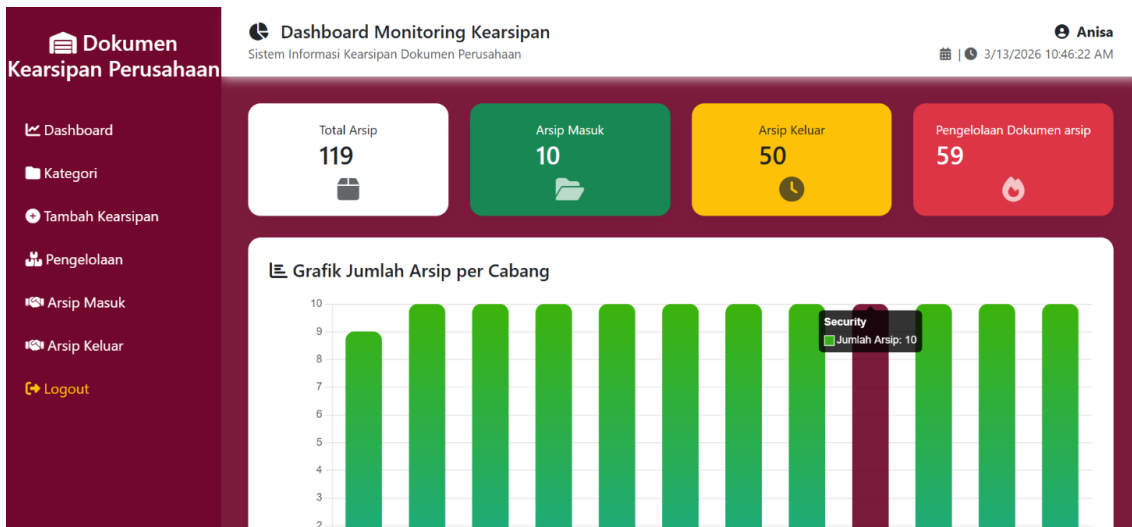 Dokumen
Kearsipan Perusahaan
Dashboard
Kategori
Tambah Kearsipan
Pengelolaan
Arsip Masuk
Arsip Keluar
Logout
Dashboard Monitoring Kearsipan
Sistem Informasi Kearsipan Dokumen Perusahaan
Anisa
| 3/13/2026 10:46:22 AM
Total Arsip
119
Arsip Masuk
10
Arsip Keluar
50
Pengelolaan Dokumen arsip
59
Grafik Jumlah Arsip per Cabang
10
9
8
7
6
5
4
3
2
Security
Jumlah Arsip: 10